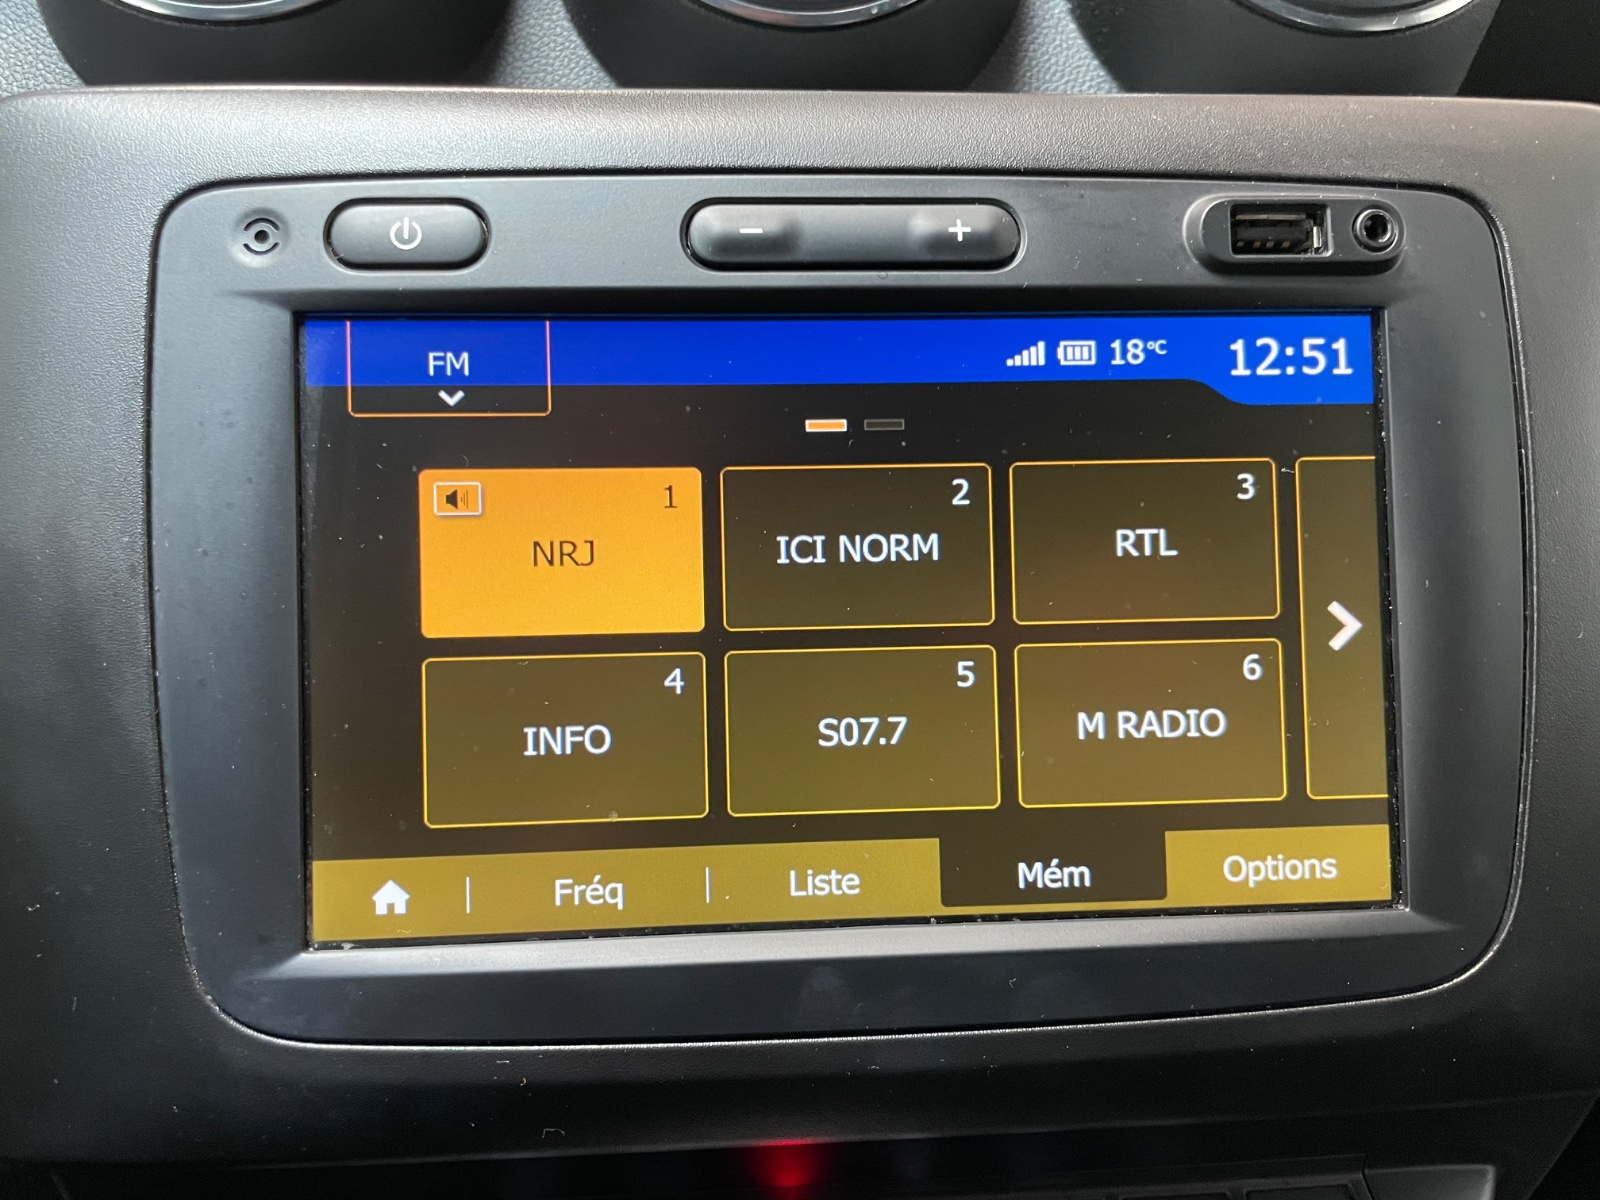 FM
18°C
12:51
1
NRJ
2
ICI NORM
3
RTL
4
INFO
5
S07.7
6
M RADIO
Fréq
Liste
Mém
Options